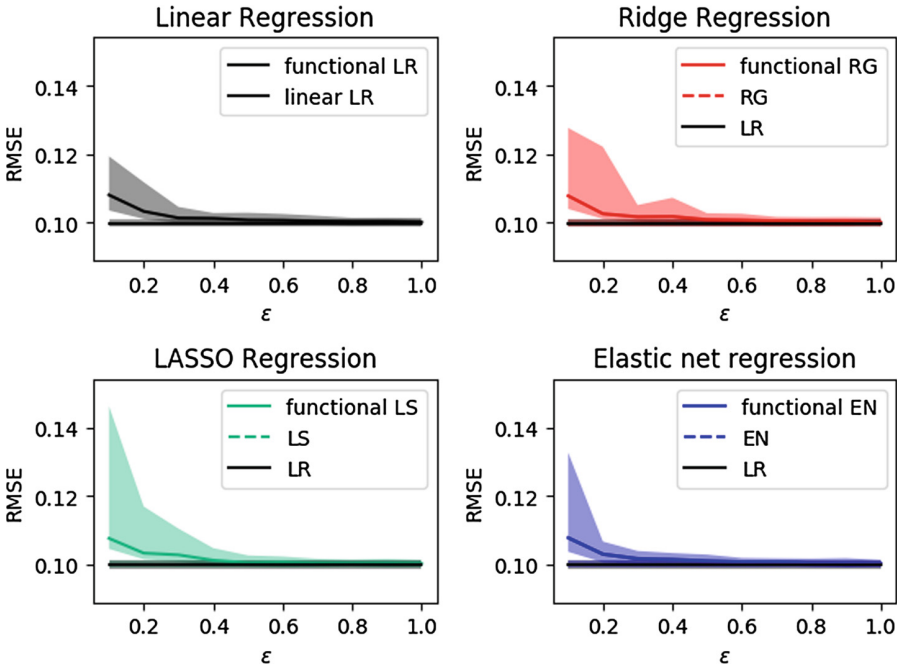 Linear Regression
RMSE
0.14
0.12
0.10
functional LR
linear LR
0.2 0.4 0.6 0.8 1.0
ε
Ridge Regression
RMSE
0.14
0.12
0.10
functional RG
RG
LR
0.2 0.4 0.6 0.8 1.0
ε
LASSO Regression
RMSE
0.14
0.12
0.10
functional LS
LS
LR
0.2 0.4 0.6 0.8 1.0
ε
Elastic net regression
RMSE
0.14
0.12
0.10
functional EN
EN
LR
0.2 0.4 0.6 0.8 1.0
ε